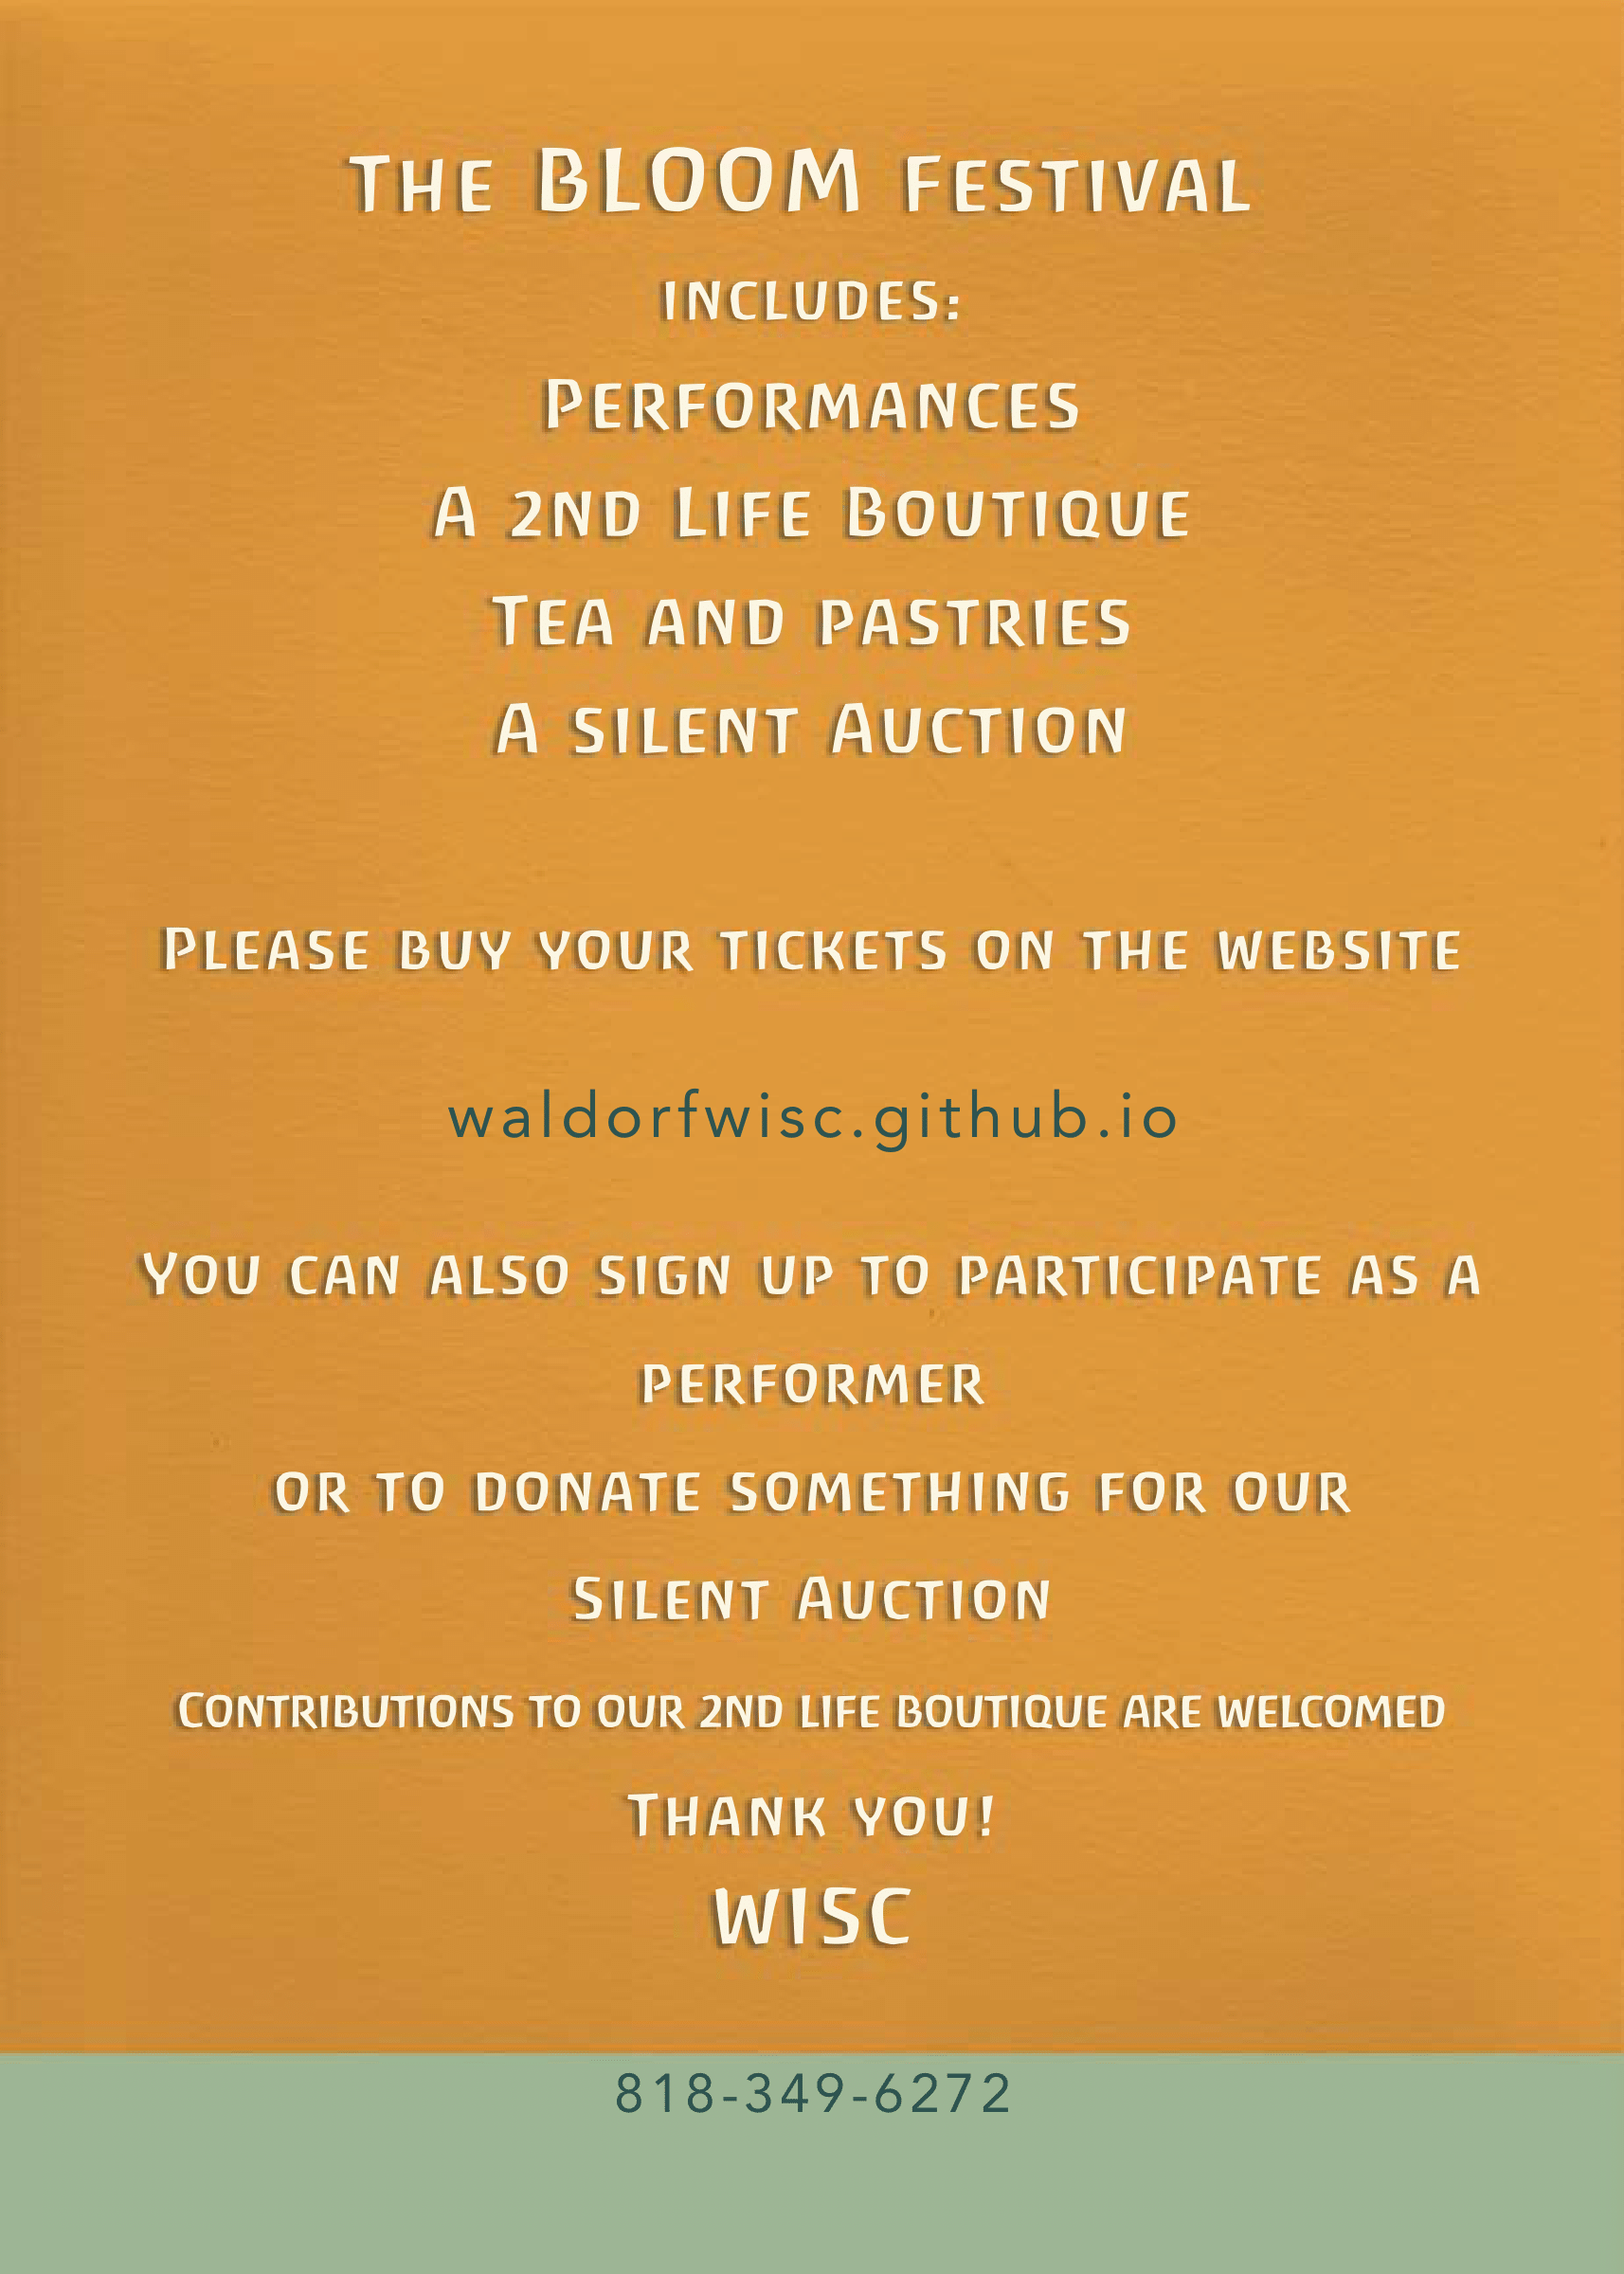 The BLOOM Festival
includes:
Performances
A 2nd Life Boutique
Tea and pastries
A silent Auction
Please buy your tickets on the website
waldorfwisc.github.io
You can also sign up to participate as a
performer
or to donate something for our
Silent Auction
Contributions to our 2nd life boutique are welcomed
Thank you!
WISC
818-349-6272